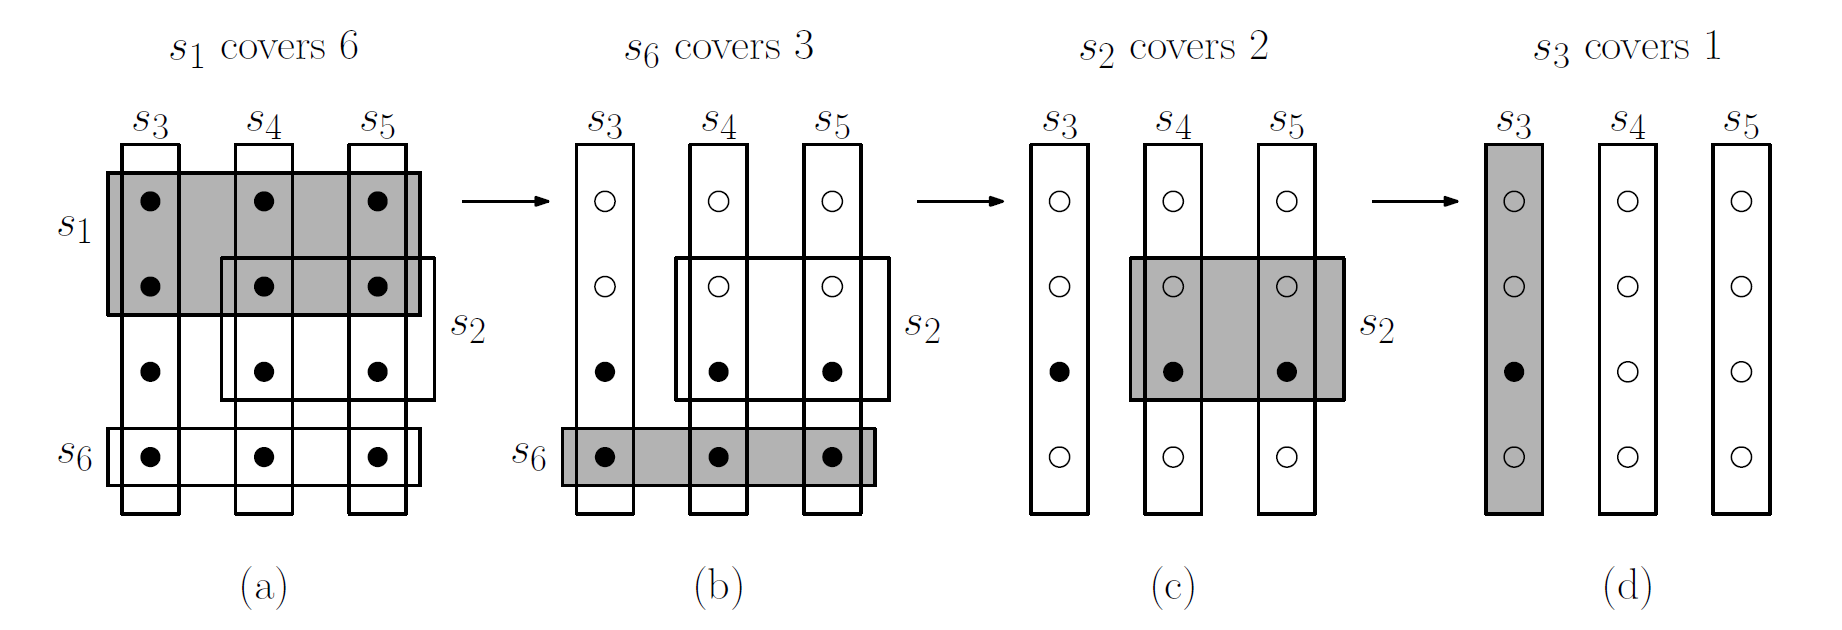 s₁ covers 6 s₆ covers 3 s₂ covers 2 s₃ covers 1
s₃ s₄ s₅ s₃ s₄ s₅ s₃ s₄ s₅ s₃ s₄ s₅
s₁
s₂ s₂ s₂
s₆ s₆
(a) (b) (c) (d)